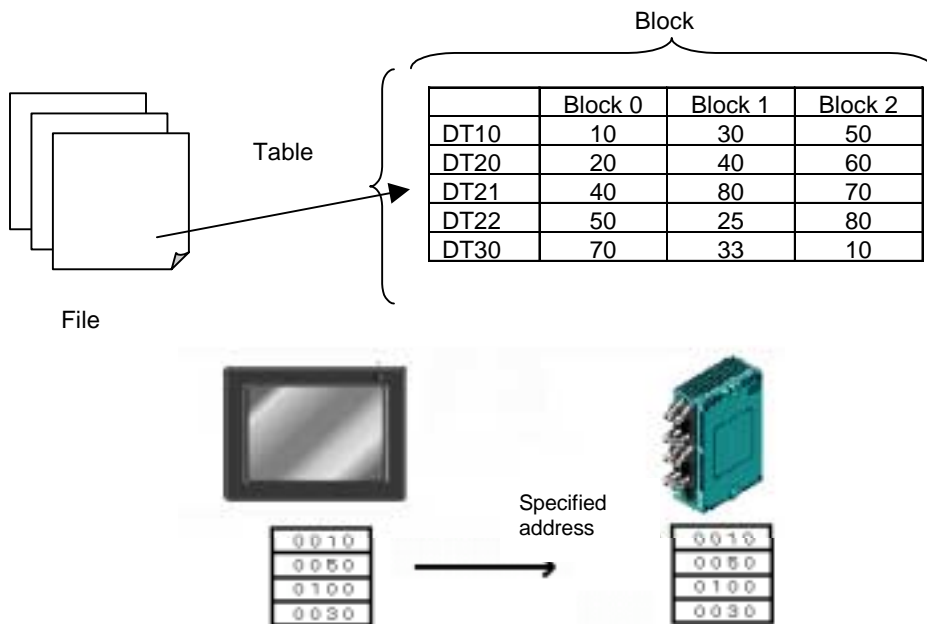 Block
Table
Block 0 Block 1 Block 2
DT10 10 30 50
DT20 20 40 60
DT21 40 80 70
DT22 50 25 80
DT30 70 33 10
File
Specified
address
0010
0050
0100
0030
0010
0050
0100
0030